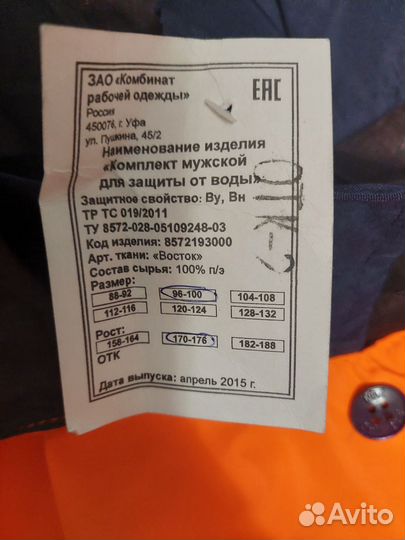 ЗАО «Комбинат
рабочей одежды»
Россия
450076, г. Уфа
ул. Пушкина, 45/2
ЕАС
Наименование изделия
«Комплект мужской
для защиты от воды»
Защитное свойство: Ву, Вн
ТР ТС 019/2011
ТУ 8572-028-05109248-03
Код изделия: 8572193000
Арт. ткани: «Восток»
Состав сырья: 100% п/э
Размер:
88-92 96-100 104-108
112-116 120-124 128-132
Рост:
158-164 170-176 182-188
ОТК
Дата выпуска: апрель 2015 г.
ОТК-2
Avito